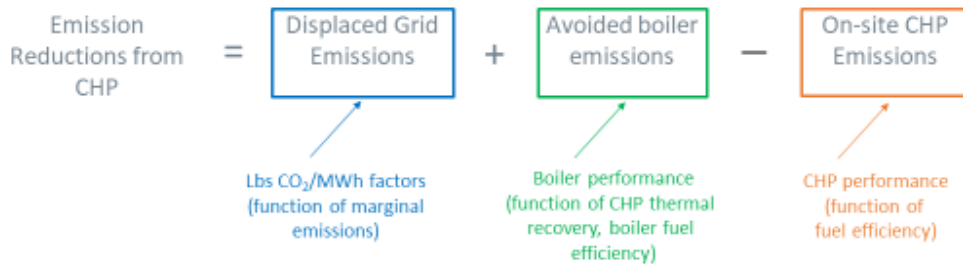 Emission
Reductions from
CHP
=
Displaced Grid
Emissions
+
Avoided boiler
emissions
−
On-site CHP
Emissions
Lbs CO₂/MWh factors
(function of marginal
emissions)
Boiler performance
(function of CHP thermal
recovery, boiler fuel
efficiency)
CHP performance
(function of
fuel efficiency)